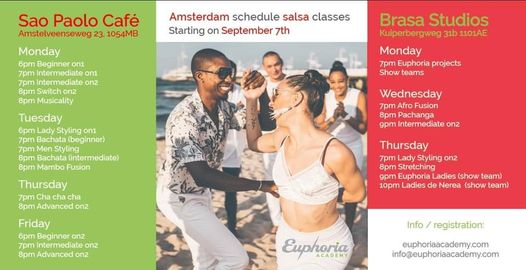 Sao Paolo Café
Amstelveenseweg 23, 1054MB
Monday
6pm Beginner on1
7pm Intermediate on1
7pm Intermediate on2
8pm Switch on2
8pm Musicality
Tuesday
6pm Lady Styling on1
7pm Bachata (beginner)
7pm Men Styling
8pm Bachata (intermediate)
8pm Mambo Fusion
Thursday
7pm Cha cha cha
8pm Advanced on2
Friday
6pm Beginner on2
7pm Intermediate on2
8pm Advanced on2
Amsterdam schedule salsa classes
Starting on September 7th
Euphoria
ACADEMY
Brasa Studios
Kuiperbergweg 31b 1101AE
Monday
7pm Euphoria projects
Show teams
Wednesday
7pm Afro Fusion
8pm Pachanga
9pm Intermediate on2
Thursday
7pm Lady Styling on2
8pm Stretching
9pm Euphoria Ladies (show team)
10pm Ladies de Nerea (show team)
Info / registration:
euphoriaacademy.com
info@euphoriaacademy.com